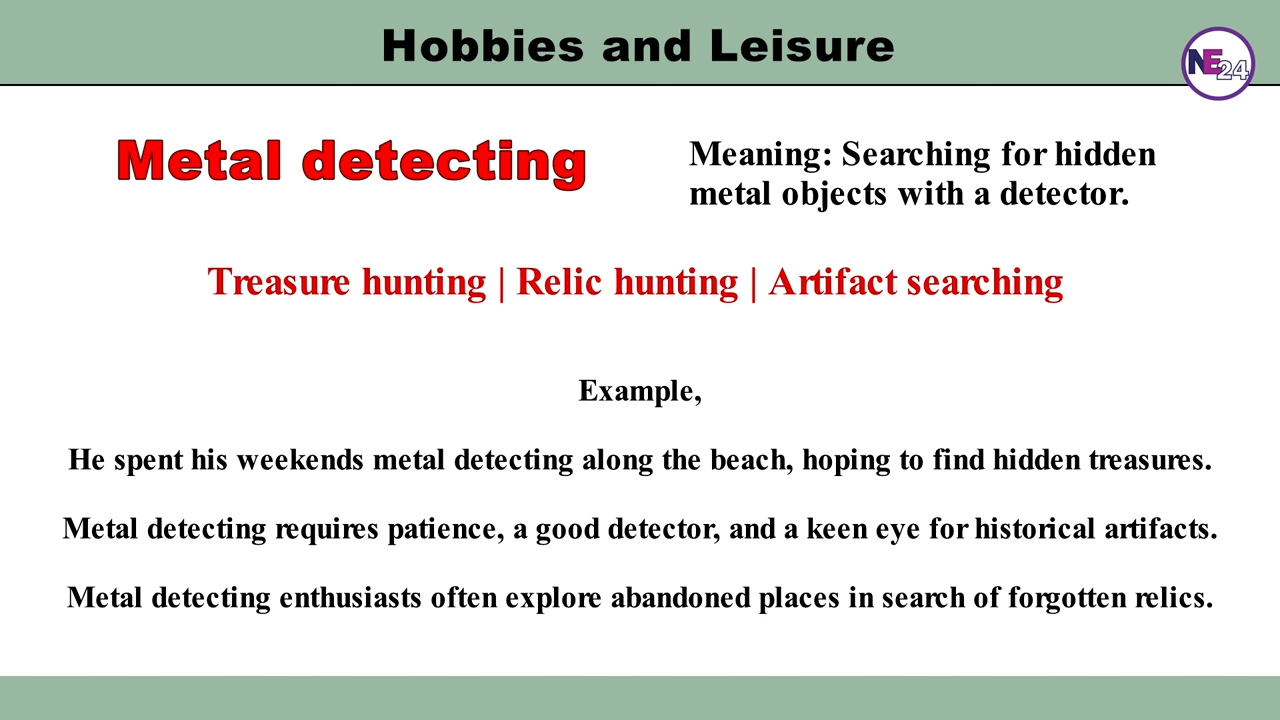 Hobbies and Leisure
NE24
Metal detecting
Meaning: Searching for hidden
metal objects with a detector.
Treasure hunting | Relic hunting | Artifact searching
Example,
He spent his weekends metal detecting along the beach, hoping to find hidden treasures.
Metal detecting requires patience, a good detector, and a keen eye for historical artifacts.
Metal detecting enthusiasts often explore abandoned places in search of forgotten relics.